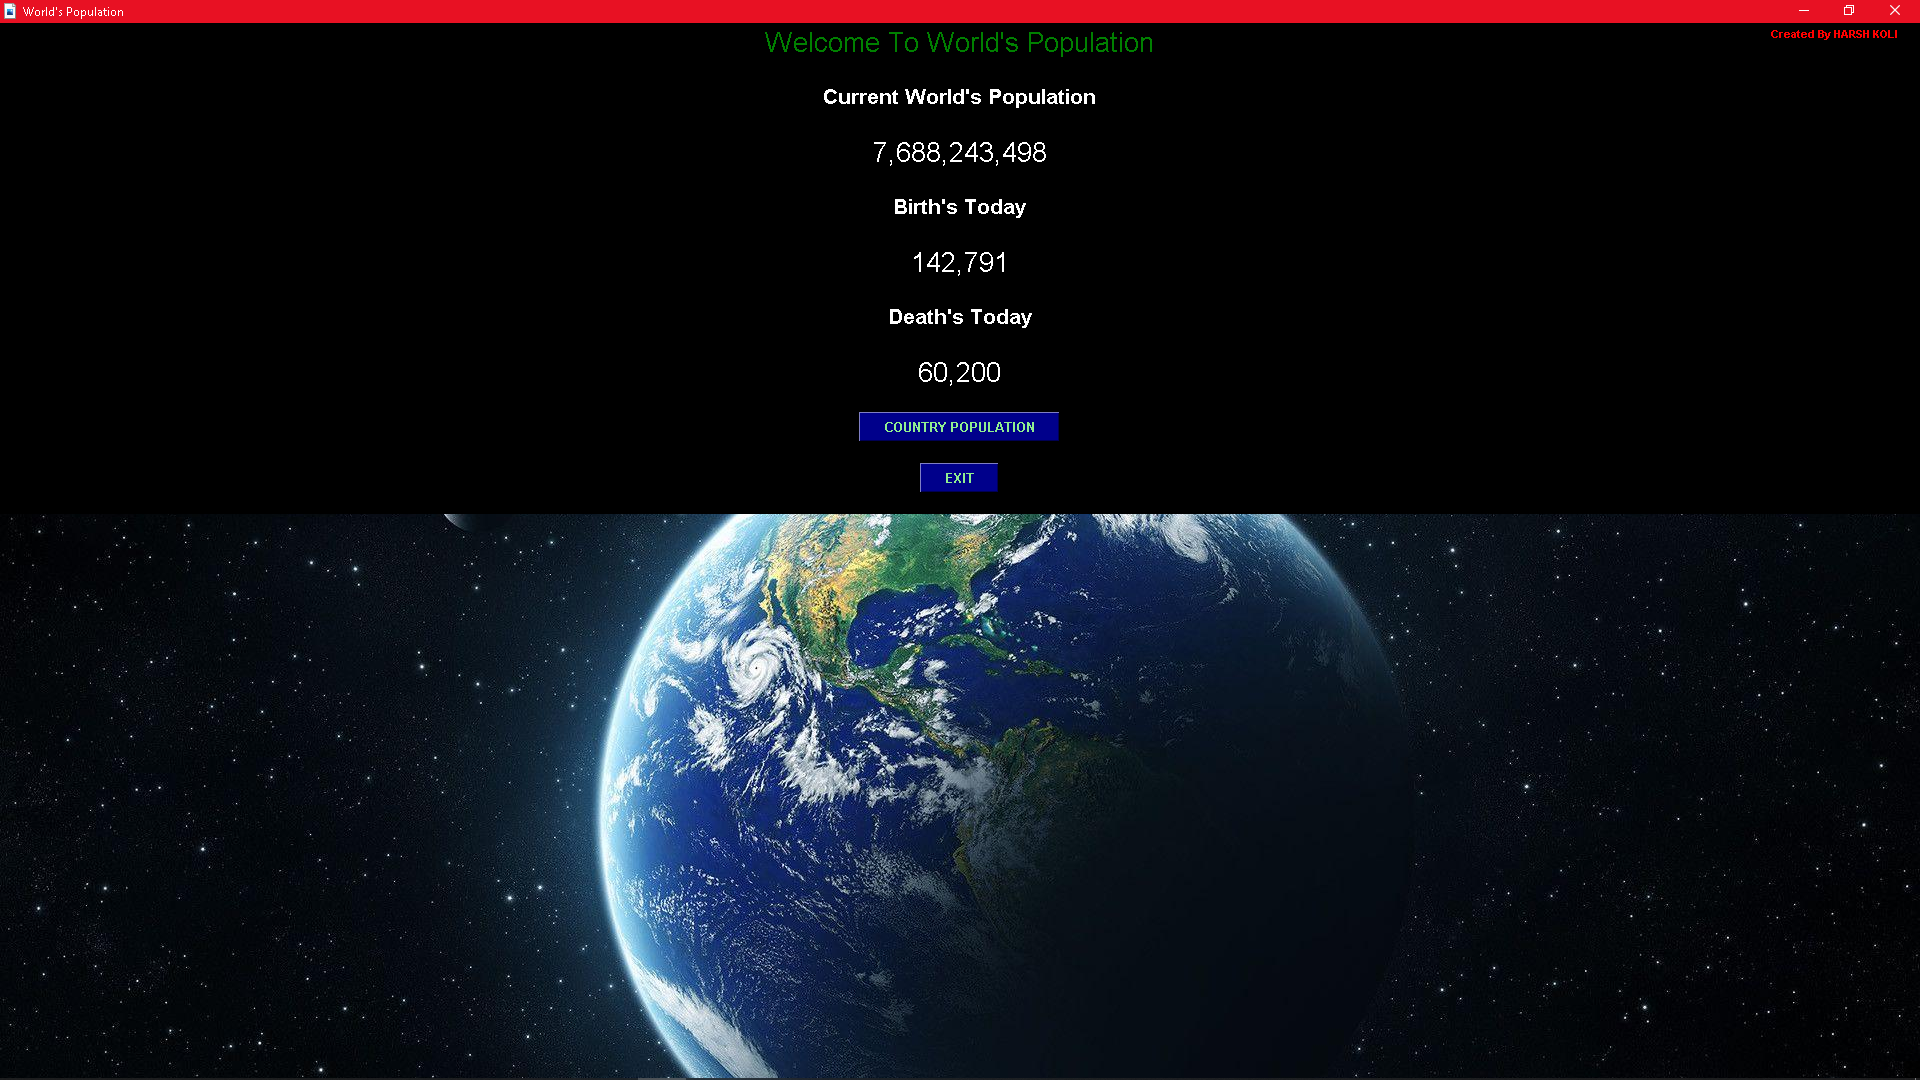 World's Population
Welcome To World's Population
Created By HARSH KOLI
Current World's Population
7,688,243,498
Birth's Today
142,791
Death's Today
60,200
COUNTRY POPULATION
EXIT